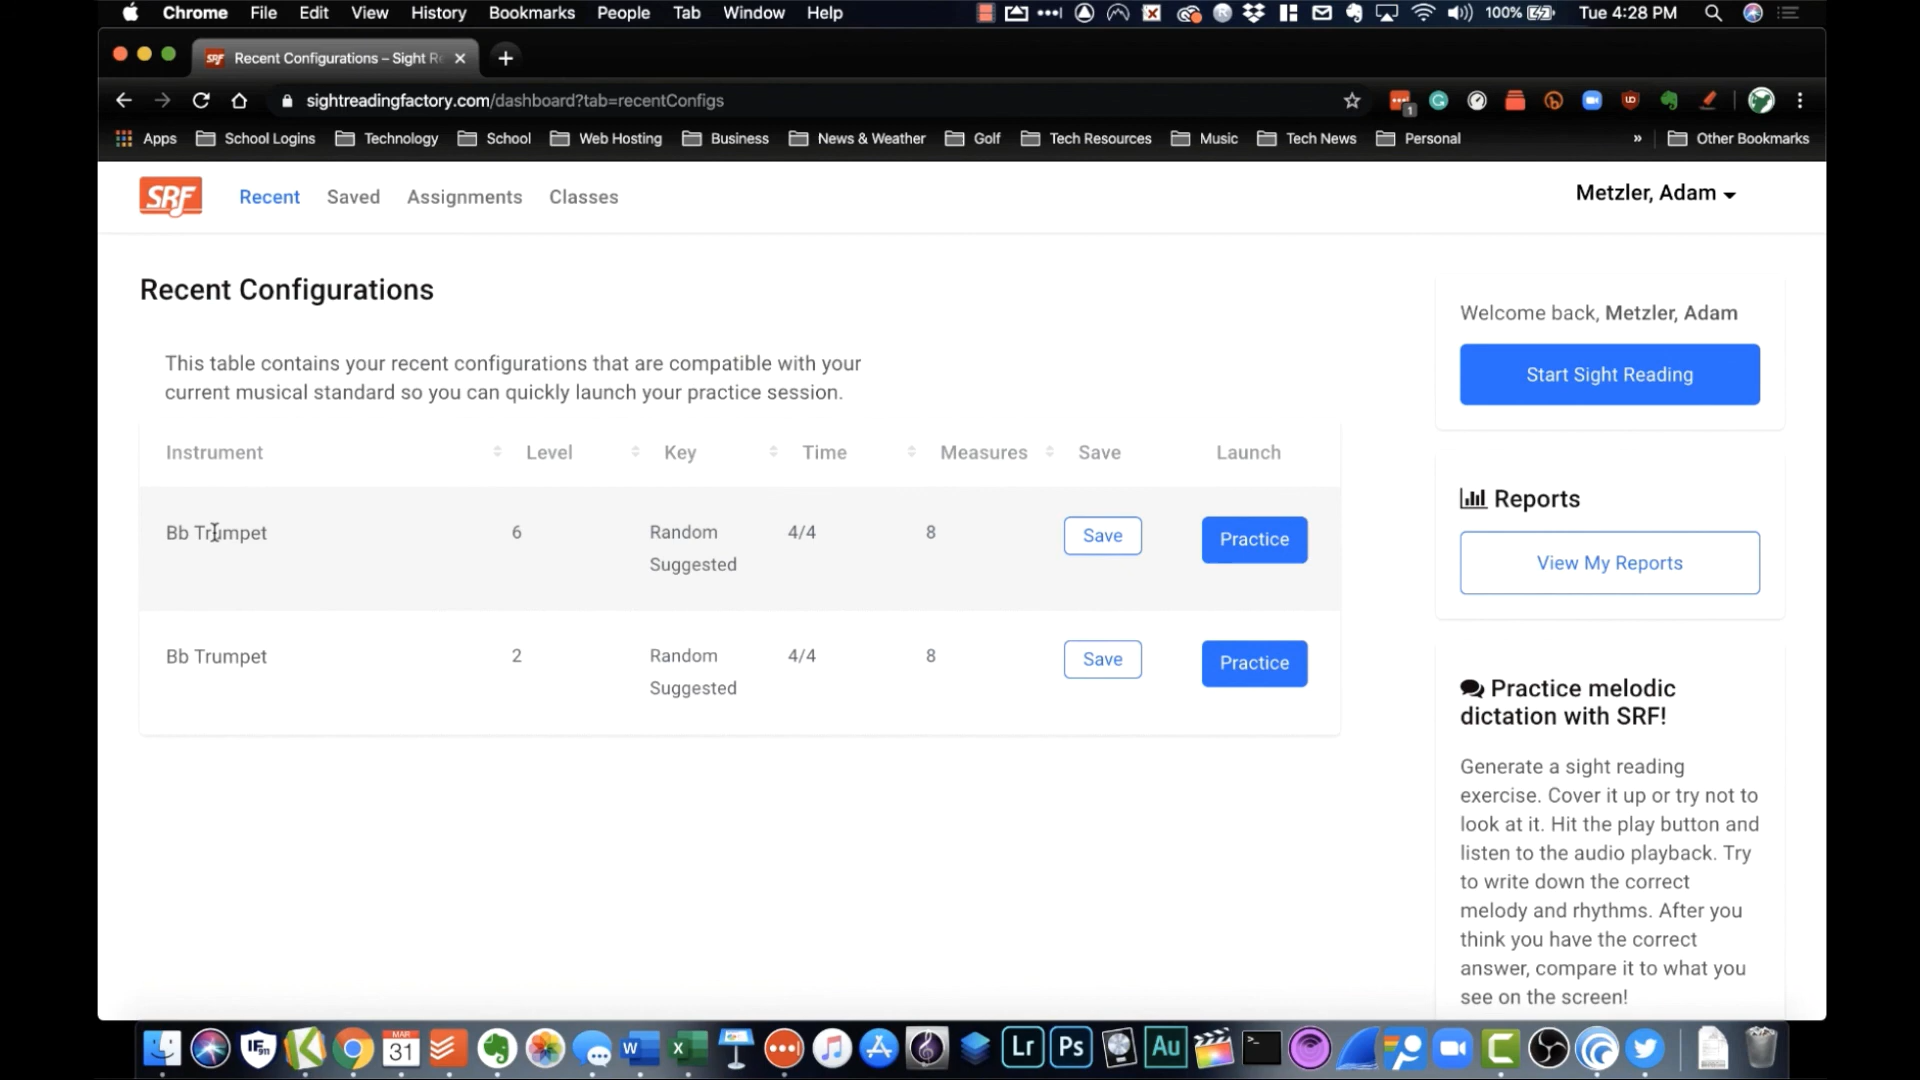 Chrome File Edit View History Bookmarks People Tab Window Help 100% Tue 4:28 PM
SRF Recent Configurations – Sight Re
sightreadingfactory.com/dashboard?tab=recentConfigs
1
Apps School Logins Technology School Web Hosting Business News & Weather Golf Tech Resources Music Tech News Personal » Other Bookmarks
SRF Recent Saved Assignments Classes Metzler, Adam
Recent Configurations
This table contains your recent configurations that are compatible with your
current musical standard so you can quickly launch your practice session.
Instrument Level Key Time Measures Save Launch
Bb Trumpet 6 Random 4/4 8 Save Practice
Suggested
Bb Trumpet 2 Random 4/4 8 Save Practice
Suggested
Welcome back, Metzler, Adam
Start Sight Reading
Reports
View My Reports
Practice melodic
dictation with SRF!
Generate a sight reading
exercise. Cover it up or try not to
look at it. Hit the play button and
listen to the audio playback. Try
to write down the correct
melody and rhythms. After you
think you have the correct
answer, compare it to what you
see on the screen!
MAR
31
W X Lr Ps Au